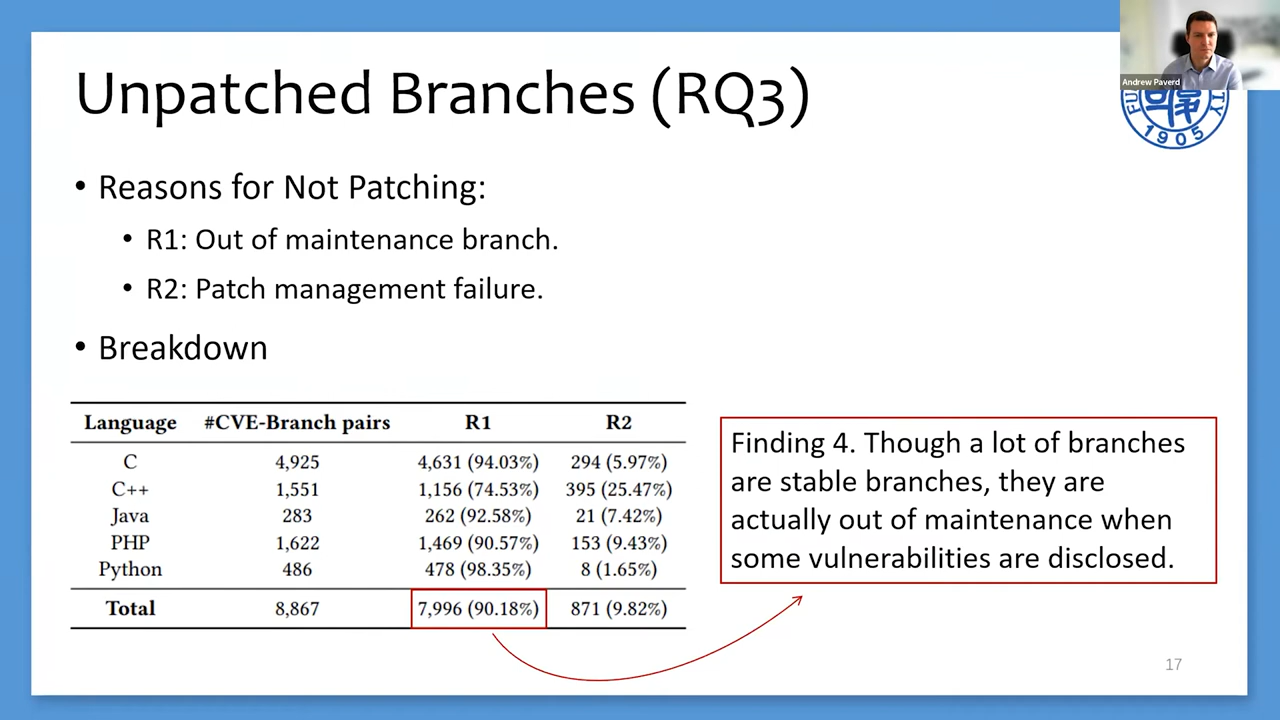 Unpatched Branches (RQ3)
Andrew Paverd
1905
• Reasons for Not Patching:
• R1: Out of maintenance branch.
• R2: Patch management failure.
• Breakdown
Language #CVE-Branch pairs R1 R2
C 4,925 4,631 (94.03%) 294 (5.97%)
C++ 1,551 1,156 (74.53%) 395 (25.47%)
Java 283 262 (92.58%) 21 (7.42%)
PHP 1,622 1,469 (90.57%) 153 (9.43%)
Python 486 478 (98.35%) 8 (1.65%)
Total 8,867 7,996 (90.18%) 871 (9.82%)
Finding 4. Though a lot of branches
are stable branches, they are
actually out of maintenance when
some vulnerabilities are disclosed.
17